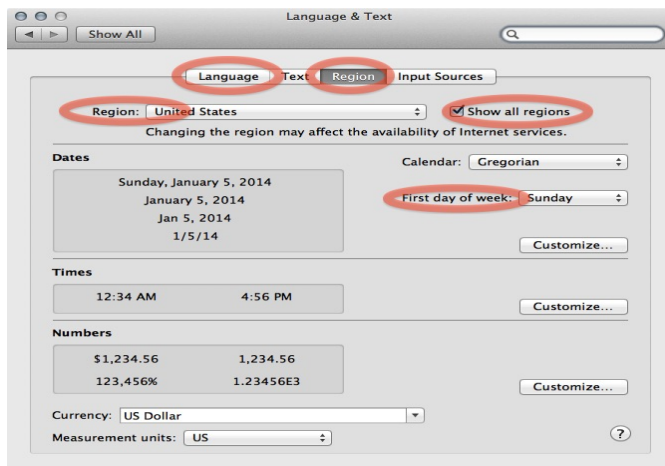 Language & Text
Show All
Language Text Region Input Sources
Region: United States Show all regions
Changing the region may affect the availability of Internet services.
Dates
Calendar: Gregorian
Sunday, January 5, 2014
January 5, 2014
First day of week: Sunday
Jan 5, 2014
1/5/14
Customize...
Times
12:34 AM 4:56 PM
Customize...
Numbers
$1,234.56 1,234.56
123,456% 1.23456E3
Customize...
Currency: US Dollar
Measurement units: US
?